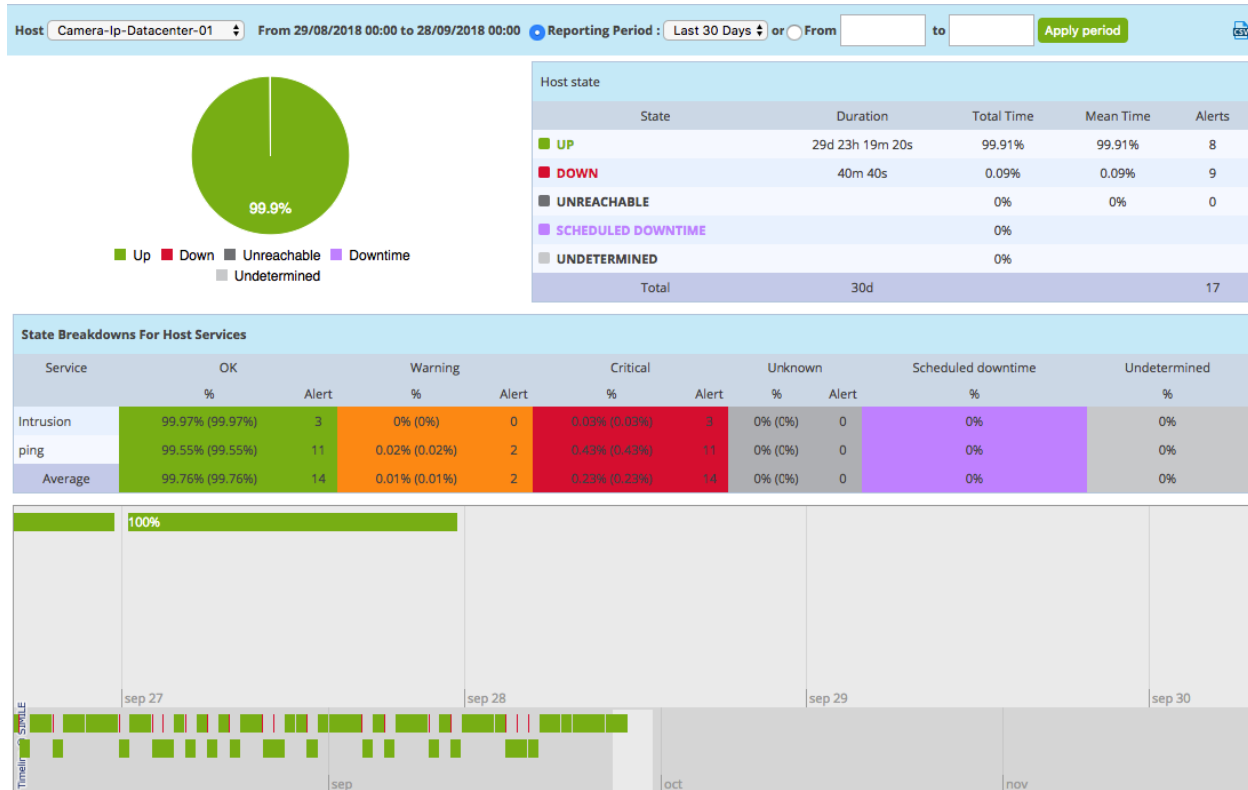 Host Camera-Ip-Datacenter-01 From 29/08/2018 00:00 to 28/09/2018 00:00 Reporting Period : Last 30 Days or From to Apply period CSV
99.9%
Up Down Unreachable Downtime
Undetermined
Host state
State Duration Total Time Mean Time Alerts
UP 29d 23h 19m 20s 99.91% 99.91% 8
DOWN 40m 40s 0.09% 0.09% 9
UNREACHABLE 0% 0% 0
SCHEDULED DOWNTIME 0%
UNDETERMINED 0%
Total 30d 17
State Breakdowns For Host Services
Service OK Warning Critical Unknown Scheduled downtime Undetermined
% Alert % Alert % Alert % Alert % %
Intrusion 99.97% (99.97%) 3 0% (0%) 0 0.03% (0.03%) 3 0% (0%) 0 0% 0%
ping 99.55% (99.55%) 11 0.02% (0.02%) 2 0.43% (0.43%) 11 0% (0%) 0 0% 0%
Average 99.76% (99.76%) 14 0.01% (0.01%) 2 0.23% (0.23%) 14 0% (0%) 0 0% 0%
100%
sep 27 sep 28 sep 29 sep 30
Timeline © SIMILE
sep oct nov